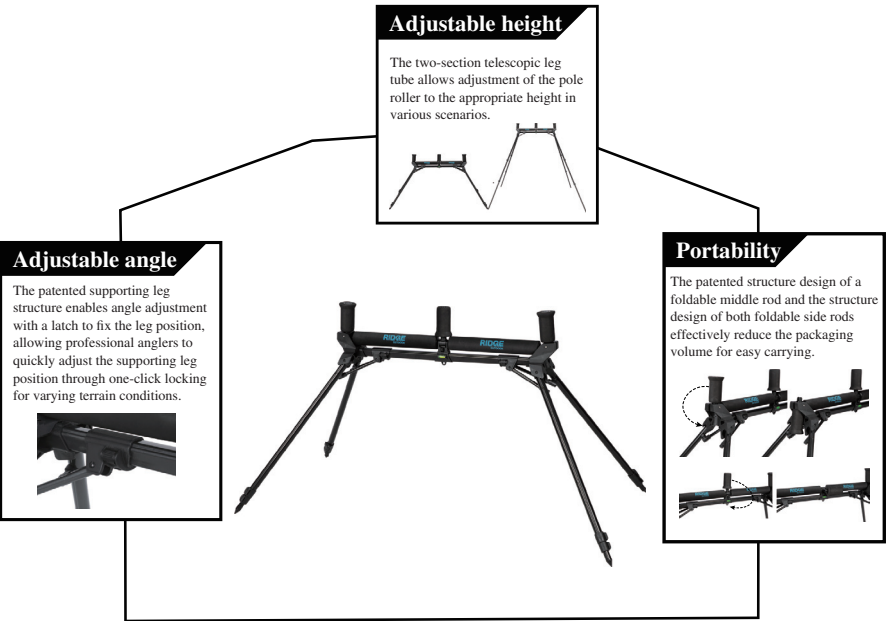 Adjustable height
The two-section telescopic leg
tube allows adjustment of the pole
roller to the appropriate height in
various scenarios.
Adjustable angle
The patented supporting leg
structure enables angle adjustment
with a latch to fix the leg position,
allowing professional anglers to
quickly adjust the supporting leg
position through one-click locking
for varying terrain conditions.
Portability
The patented structure design of a
foldable middle rod and the structure
design of both foldable side rods
effectively reduce the packaging
volume for easy carrying.
RIDGE
RIDGE